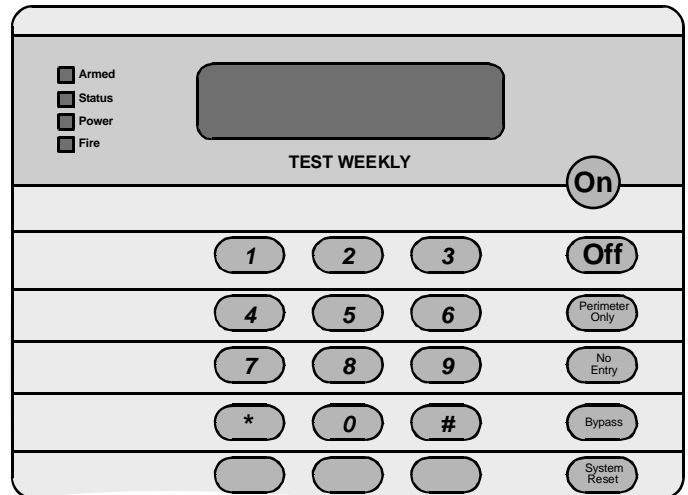 Armed
Status
Power
Fire
TEST WEEKLY
On
1 2 3 Off
4 5 6 Perimeter
Only
7 8 9 No
Entry
* 0 # Bypass
System
Reset